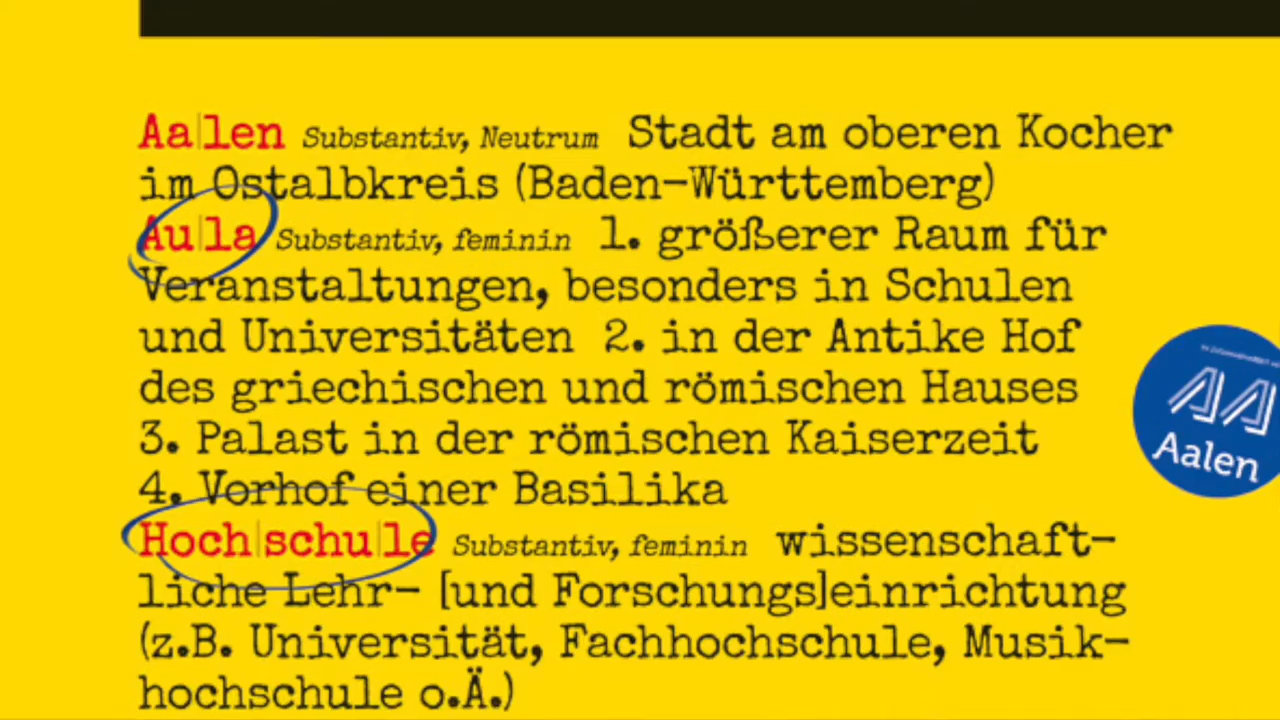 Aa|len Substantiv, Neutrum Stadt am oberen Kocher
im Ostalbkreis (Baden-Württemberg)
Au|la Substantiv, feminin 1. größerer Raum für
Veranstaltungen, besonders in Schulen
und Universitäten 2. in der Antike Hof
des griechischen und römischen Hauses
3. Palast in der römischen Kaiserzeit
4. Vorhof einer Basilika
Hoch|schu|le Substantiv, feminin wissenschaft-
liche Lehr- [und Forschungs]einrichtung
(z.B. Universität, Fachhochschule, Musik-
hochschule o.Ä.)
AA
Aalen